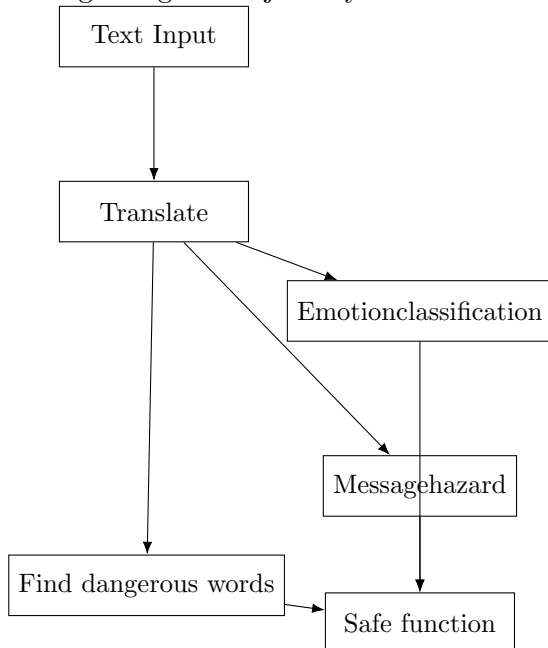 Text Input
Translate
Emotionclassification
Messagehazard
Find dangerous words
Safe function